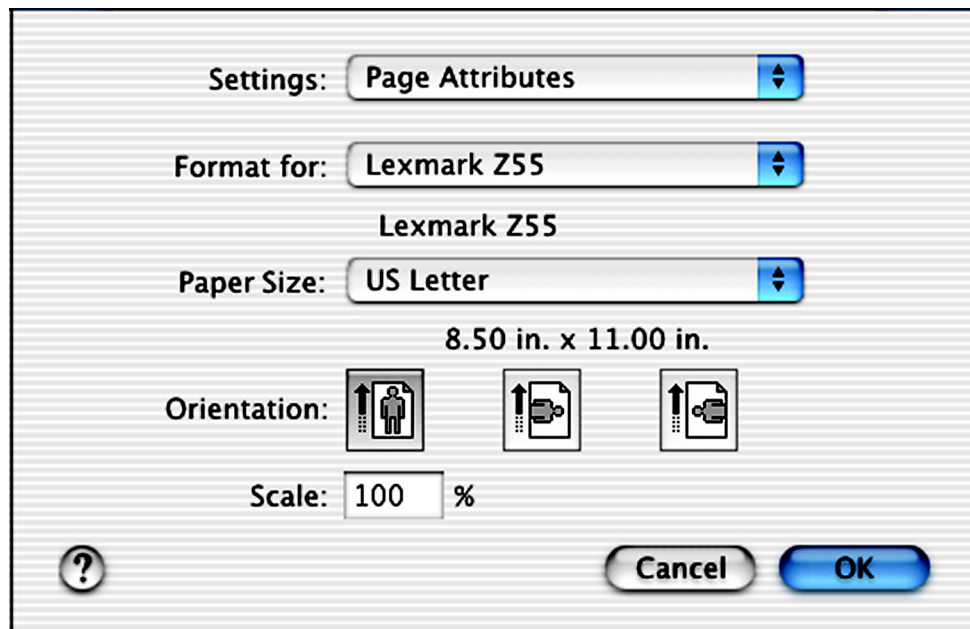 Settings: Page Attributes
Format for: Lexmark Z55
Lexmark Z55
Paper Size: US Letter
8.50 in. x 11.00 in.
Orientation:
Scale: 100 %
? Cancel OK